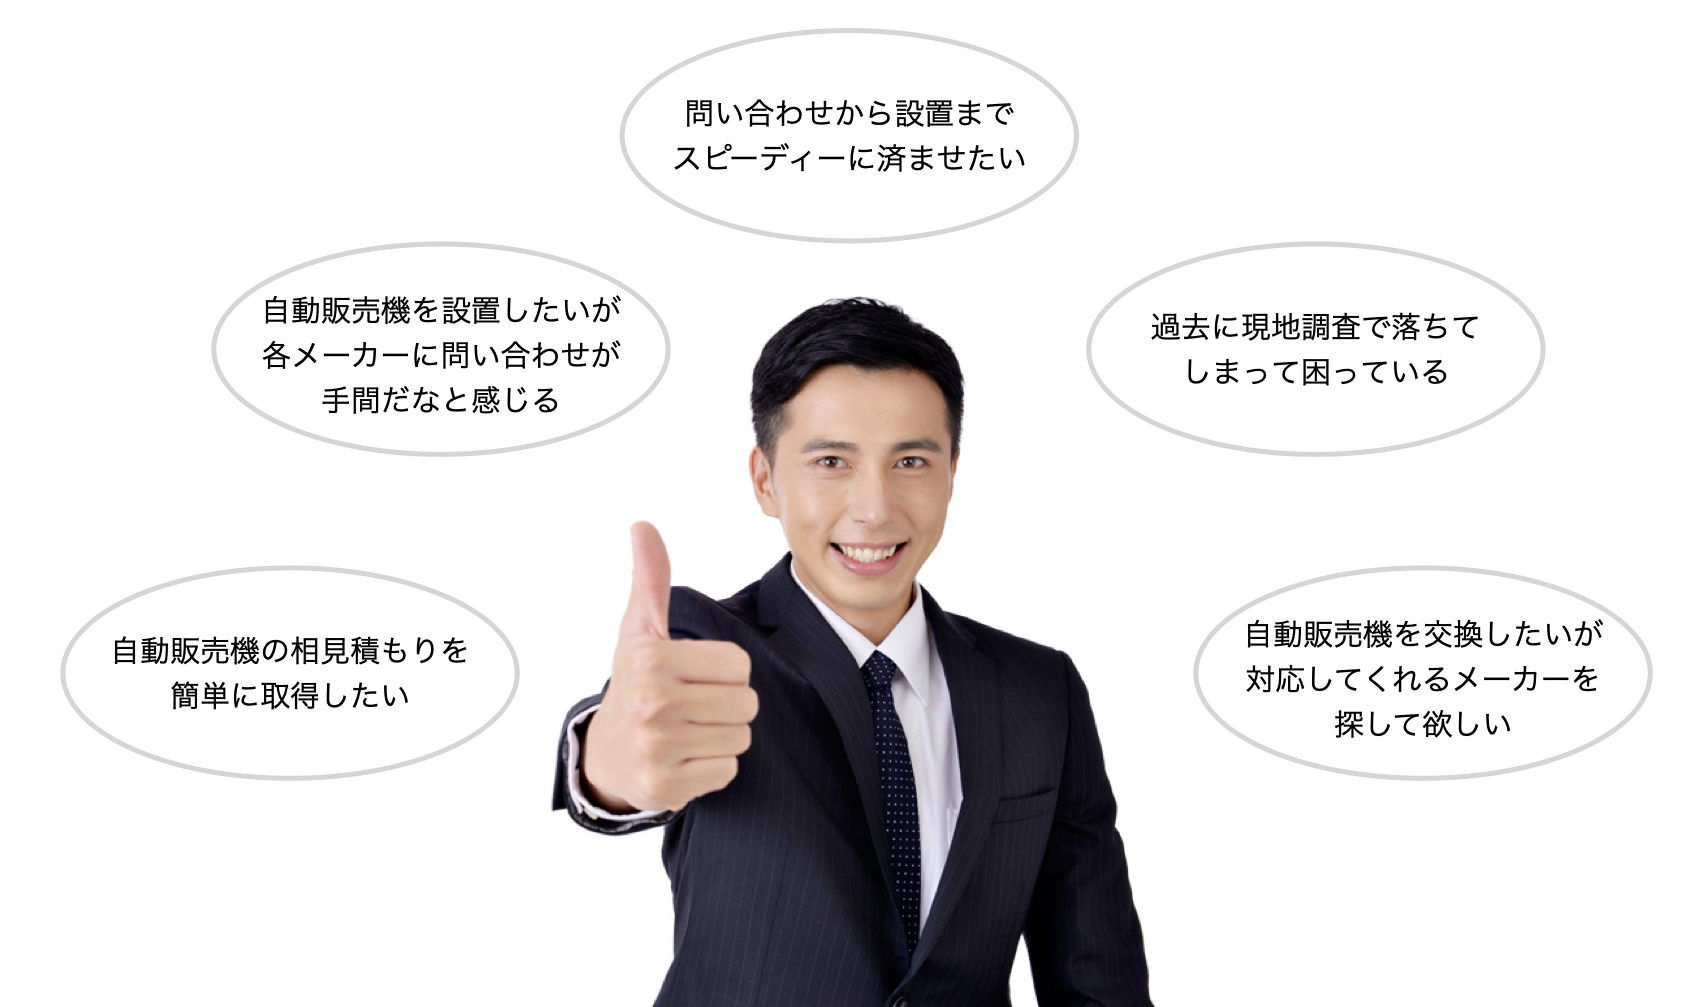 問い合わせから設置まで
スピーディーに済ませたい
自動販売機を設置したいが
各メーカーに問い合わせが
手間だなと感じる
過去に現地調査で落ちて
しまって困っている
自動販売機の相見積もりを
簡単に取得したい
自動販売機を交換したいが
対応してくれるメーカーを
探して欲しい